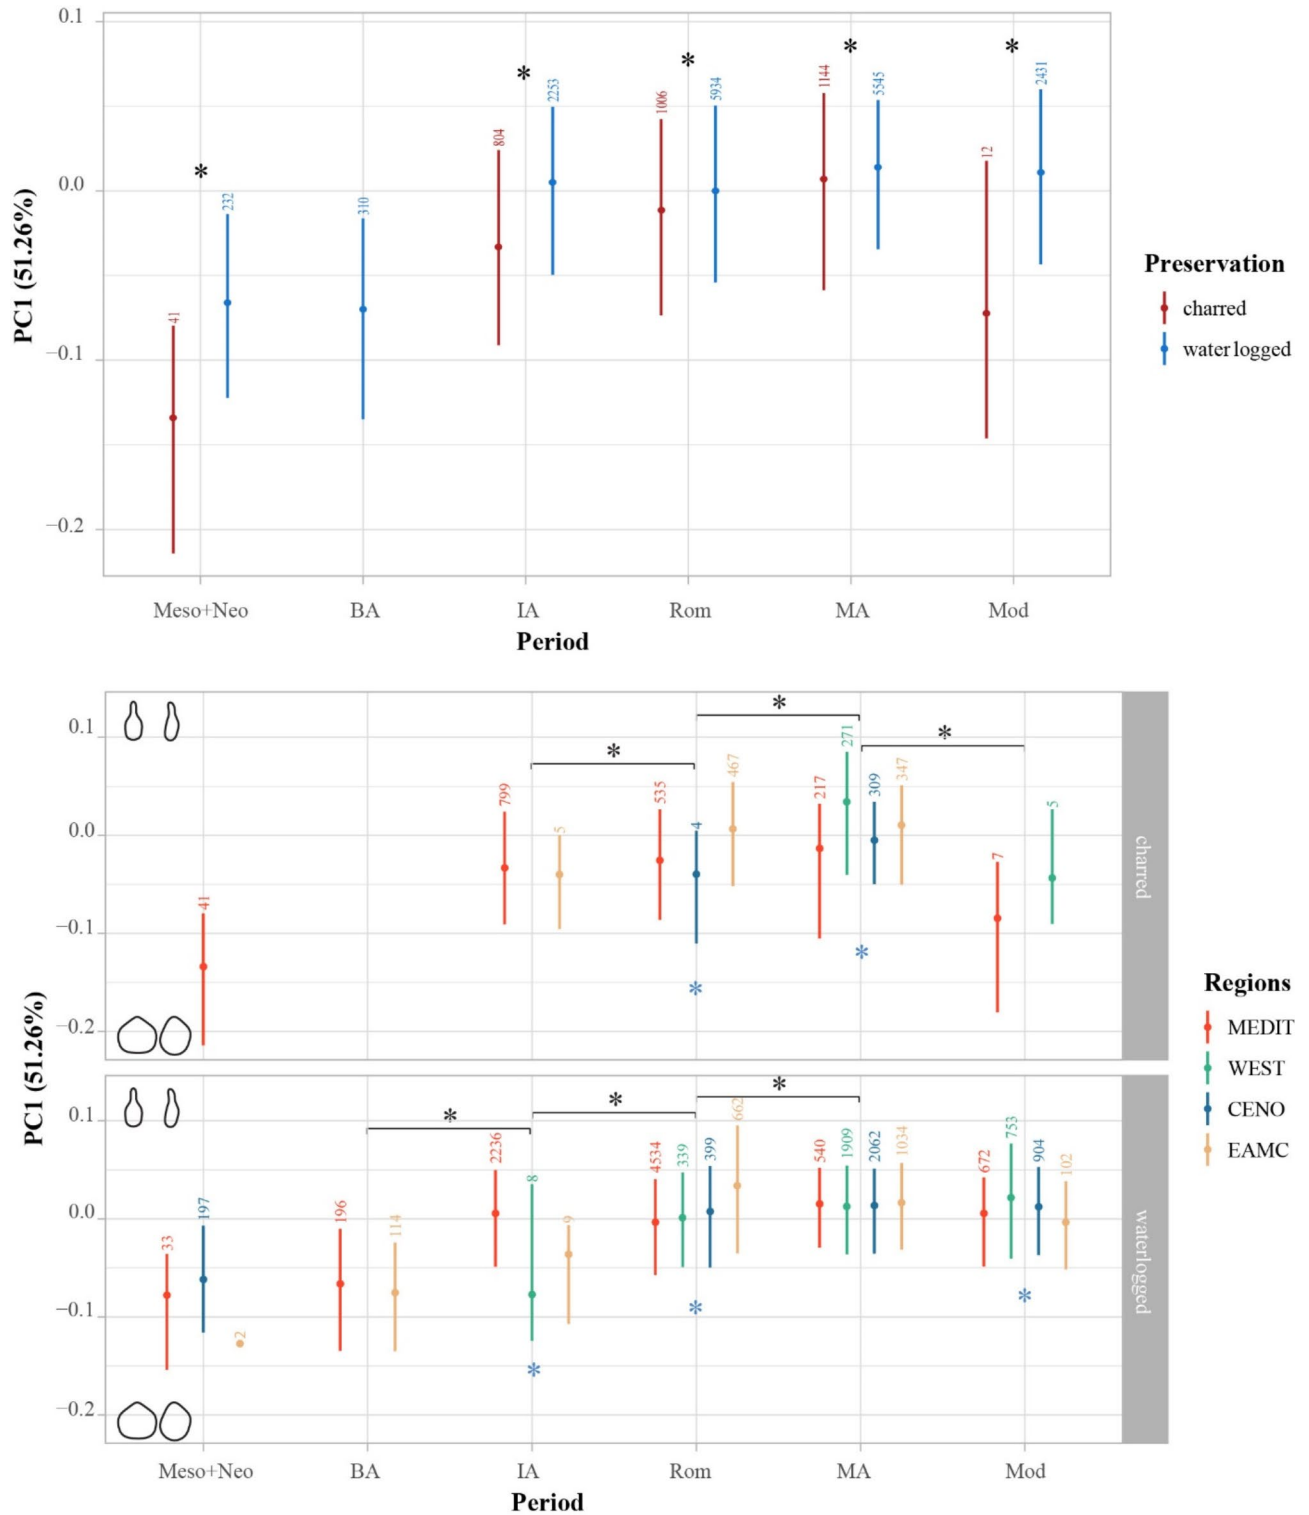 0.1
0.0
−0.1
−0.2
PC1 (51.26%)
41
232
310
804
2253
1006
5934
1144
5545
12
2431
*
*
*
*
*
Meso+Neo
BA
IA
Rom
MA
Mod
Period
Preservation
charred
waterlogged
PC1 (51.26%)
0.1
0.0
−0.1
−0.2
41
799
5
535
4
467
217
271
309
347
7
5
*
*
*
*
*
charred
0.1
0.0
−0.1
−0.2
33
197
2
196
114
2236
8
9
4534
339
399
662
540
1909
2062
1034
672
753
904
102
*
*
*
*
*
*
waterlogged
Meso+Neo
BA
IA
Rom
MA
Mod
Period
Regions
MEDIT
WEST
CENO
EAMC